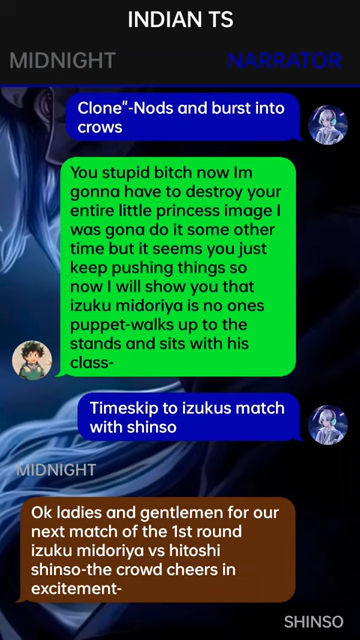 INDIAN TS
MIDNIGHT
NARRATOR
Clone"-Nods and burst into
crows
You stupid bitch now Im
gonna have to destroy your
entire little princess image I
was gona do it some other
time but it seems you just
keep pushing things so
now I will show you that
izuku midoriya is no ones
puppet-walks up to the
stands and sits with his
class-
Timeskip to izukus match
with shinso
MIDNIGHT
Ok ladies and gentlemen for our
next match of the 1st round
izuku midoriya vs hitoshi
shinso-the crowd cheers in
excitement-
SHINSO